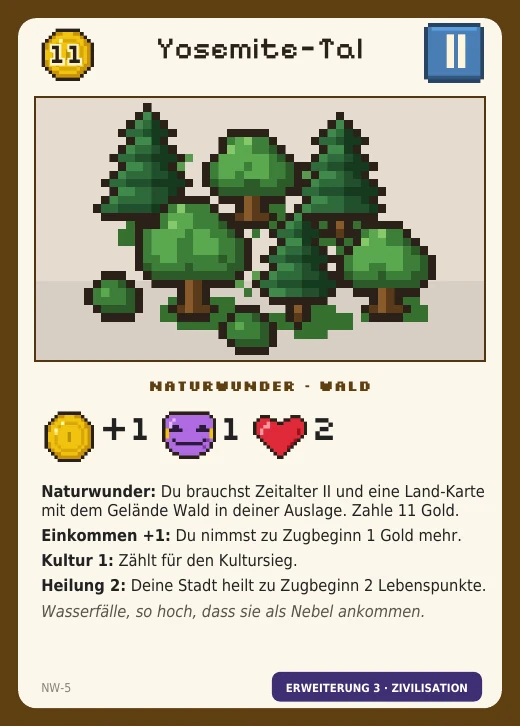 11
Yosemite-Tal
II
NATURWUNDER - WALD
+1 1 2
Naturwunder: Du brauchst Zeitalter II und eine Land-Karte
mit dem Gelände Wald in deiner Auslage. Zahle 11 Gold.
Einkommen +1: Du nimmst zu Zugbeginn 1 Gold mehr.
Kultur 1: Zählt für den Kultursieg.
Heilung 2: Deine Stadt heilt zu Zugbeginn 2 Lebenspunkte.
Wasserfälle, so hoch, dass sie als Nebel ankommen.
NW-5
ERWEITERUNG 3 · ZIVILISATION